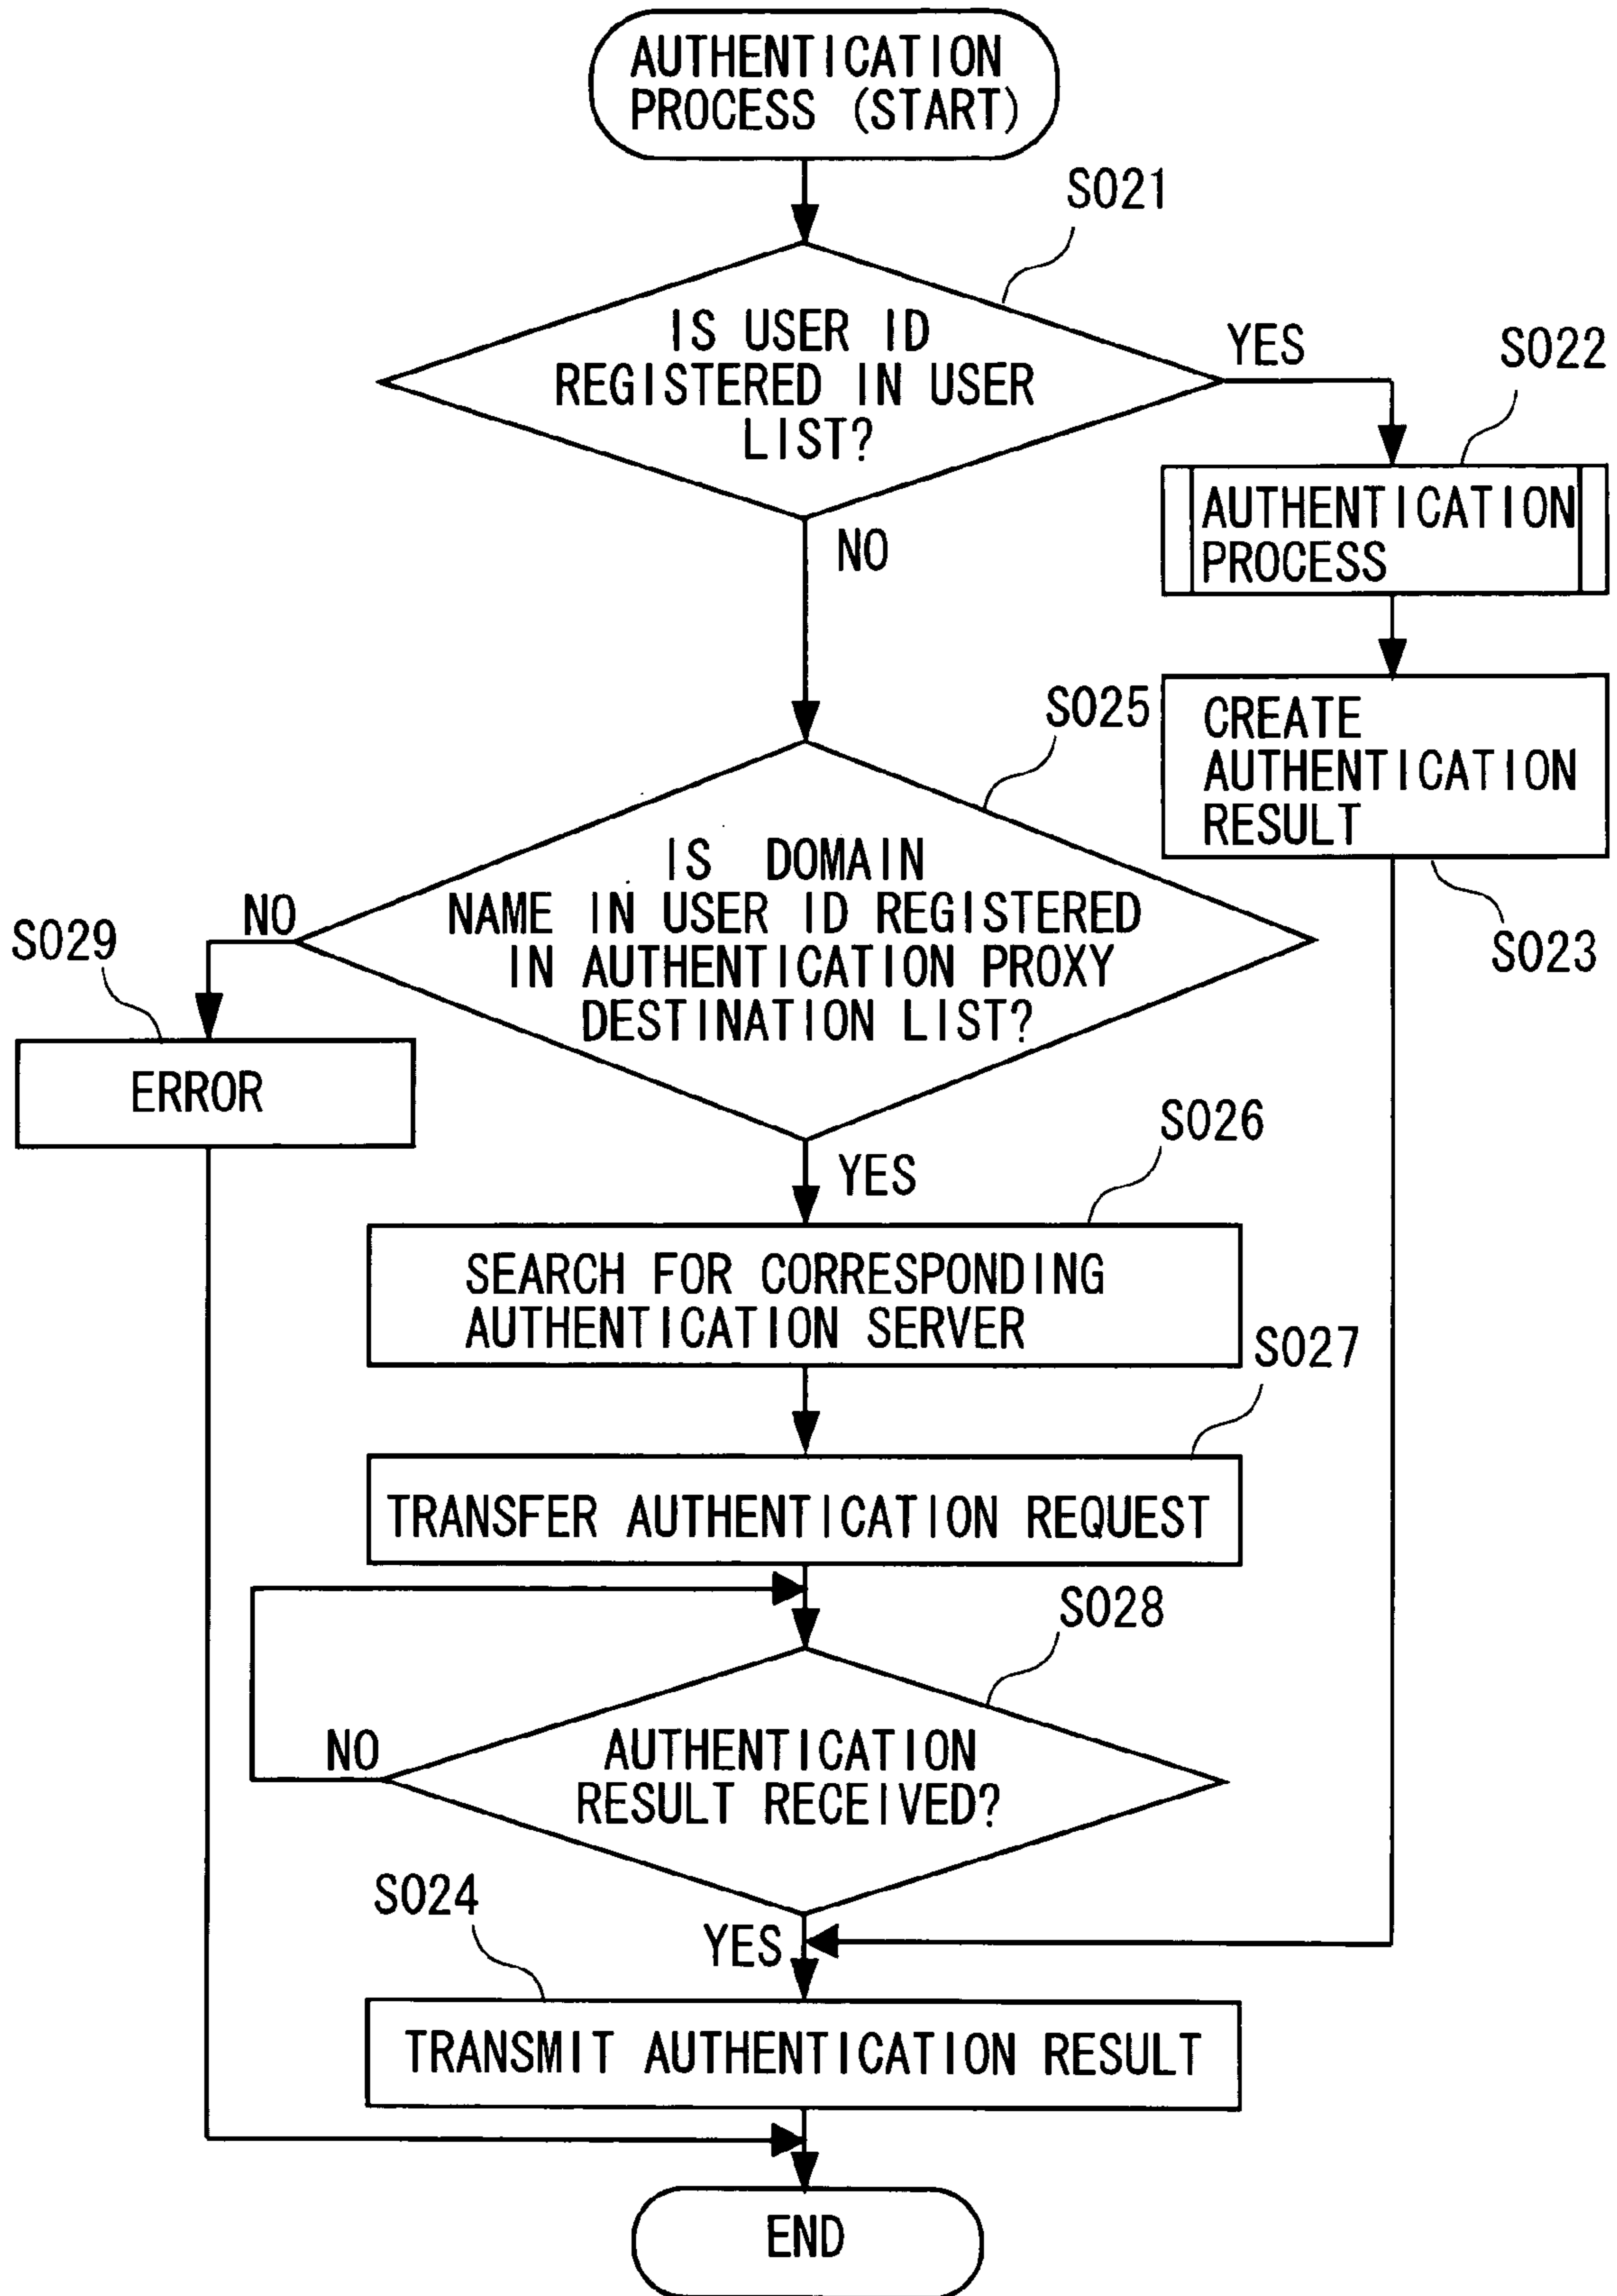 AUTHENTICATION
PROCESS (START)
S021
IS USER ID
REGISTERED IN USER
LIST?
YES
S022
AUTHENTICATION
PROCESS
NO
S025
CREATE
AUTHENTICATION
RESULT
S023
IS DOMAIN
NAME IN USER ID REGISTERED
IN AUTHENTICATION PROXY
DESTINATION LIST?
NO
S029
ERROR
YES
S026
SEARCH FOR CORRESPONDING
AUTHENTICATION SERVER
S027
TRANSFER AUTHENTICATION REQUEST
S028
AUTHENTICATION
RESULT RECEIVED?
NO
YES
S024
TRANSMIT AUTHENTICATION RESULT
END